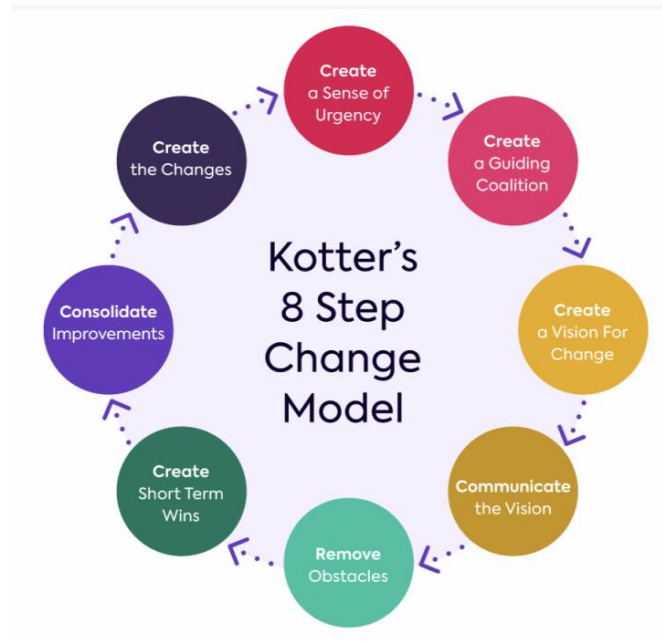 Create
a Sense of
Urgency
Create
a Guiding
Coalition
Create
a Vision For
Change
Communicate
the Vision
Remove
Obstacles
Create
Short Term
Wins
Consolidate
Improvements
Create
the Changes
Kotter's
8 Step
Change
Model